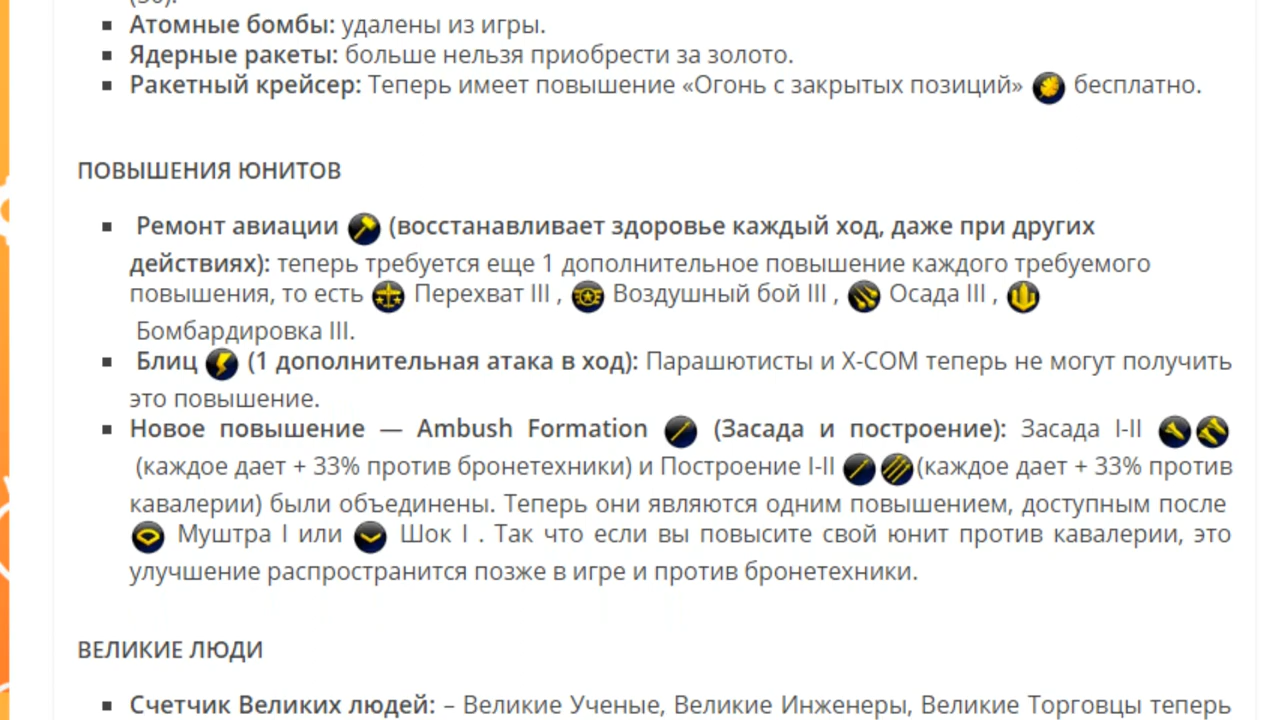 (30).
▪ Атомные бомбы: удалены из игры.
▪ Ядерные ракеты: больше нельзя приобрести за золото.
▪ Ракетный крейсер: Теперь имеет повышение «Огонь с закрытых позиций» бесплатно.
ПОВЫШЕНИЯ ЮНИТОВ
▪ Ремонт авиации (восстанавливает здоровье каждый ход, даже при других
действиях): теперь требуется еще 1 дополнительное повышение каждого требуемого
повышения, то есть Перехват III , Воздушный бой III , Осада III ,
Бомбардировка III.
▪ Блиц (1 дополнительная атака в ход): Парашютисты и X-COM теперь не могут получить
это повышение.
▪ Новое повышение — Ambush Formation (Засада и построение): Засада I-II
(каждое дает + 33% против бронетехники) и Построение I-II (каждое дает + 33% против
кавалерии) были объединены. Теперь они являются одним повышением, доступным после
Муштра I или Шок I . Так что если вы повысите свой юнит против кавалерии, это
улучшение распространится позже в игре и против бронетехники.
ВЕЛИКИЕ ЛЮДИ
▪ Счетчик Великих людей: – Великие Ученые, Великие Инженеры, Великие Торговцы теперь